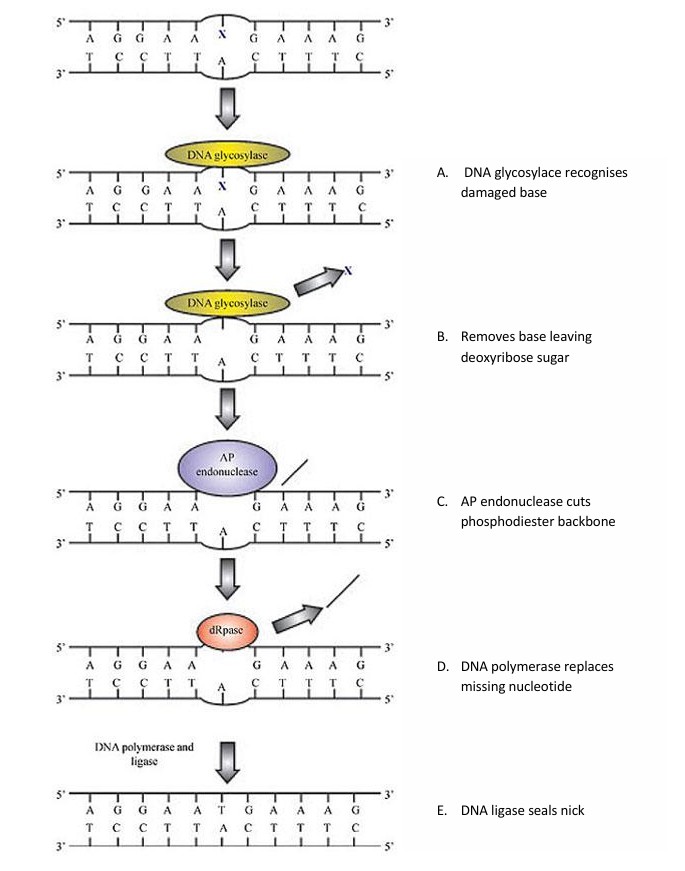 5' 3'
A G G A A X G A A A G
T C C T T A C T T T C
3' 5'
DNA glycosylase
5' 3'
A G G A A X G A A A G
T C C T T A C T T T C
3' 5'
A. DNA glycosylace recognises
damaged base
X
DNA glycosylase
5' 3'
A G G A A G A A A G
T C C T T A C T T T C
3' 5'
B. Removes base leaving
deoxyribose sugar
AP
endonuclease
5' 3'
A G G A A G A A A G
T C C T T A C T T T C
3' 5'
C. AP endonuclease cuts
phosphodiester backbone
dRpase
5' 3'
A G G A A G A A A G
T C C T T A C T T T C
3' 5'
D. DNA polymerase replaces
missing nucleotide
DNA polymerase and
ligase
5' 3'
A G G A A T G A A A G
T C C T T A C T T T C
3' 5'
E. DNA ligase seals nick